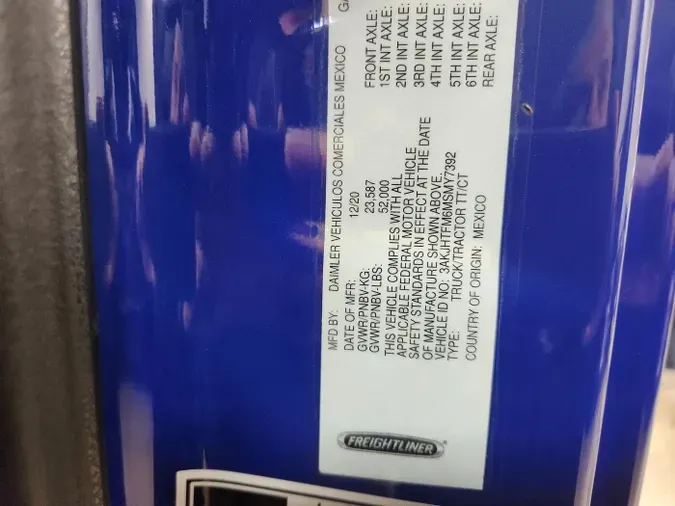 FREIGHTLINER
MFD BY: DAIMLER VEHICULOS COMERCIALES MEXICO
DATE OF MFR: 12/20
GVWR/PNBV-KG: 23,587
GVWR/PNBV-LBS: 52,000
THIS VEHICLE COMPLIES WITH ALL
APPLICABLE FEDERAL MOTOR VEHICLE
SAFETY STANDARDS IN EFFECT AT THE DATE
OF MANUFACTURE SHOWN ABOVE.
VEHICLE ID NO: 3AKJHTFM6MSMY7392
TYPE: TRUCK/TRACTOR TT/CT
COUNTRY OF ORIGIN: MEXICO
FRONT AXLE:
1ST INT AXLE:
2ND INT AXLE:
3RD INT AXLE:
4TH INT AXLE:
5TH INT AXLE:
6TH INT AXLE:
REAR AXLE: